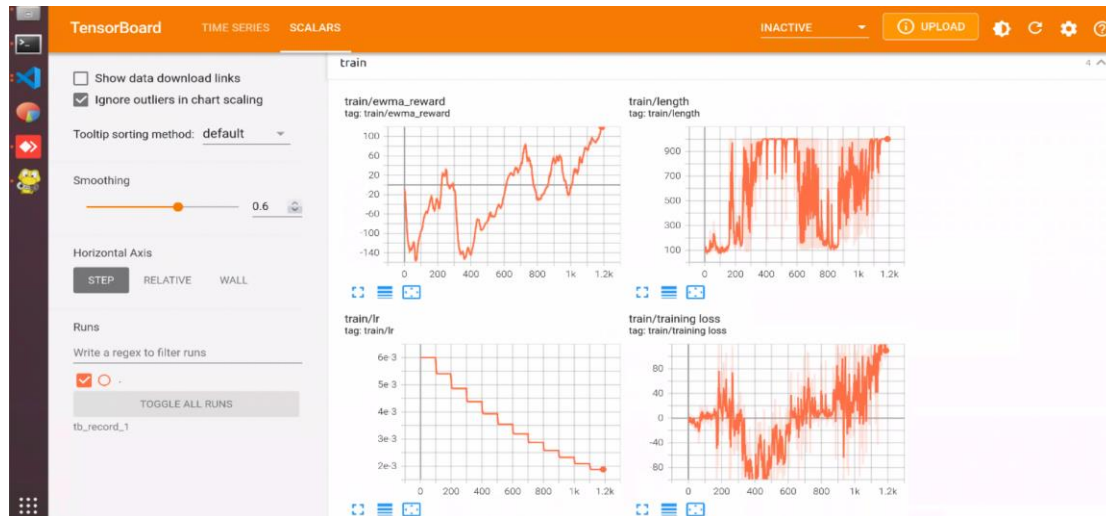 TensorBoard TIME SERIES SCALARS INACTIVE UPLOAD
Show data download links
Ignore outliers in chart scaling
Tooltip sorting method: default
Smoothing
0.6
Horizontal Axis
STEP RELATIVE WALL
Runs
Write a regex to filter runs
.
TOGGLE ALL RUNS
tb_record_1
train 4
train/ewma_reward
tag: train/ewma_reward
100
60
20
-20
-60
-100
-140
0 200 400 600 800 1k 1.2k
train/length
tag: train/length
900
700
500
300
100
0 200 400 600 800 1k 1.2k
train/lr
tag: train/lr
6e-3
5e-3
4e-3
3e-3
2e-3
0 200 400 600 800 1k 1.2k
train/training loss
tag: train/training loss
80
40
0
-40
-80
0 200 400 600 800 1k 1.2k